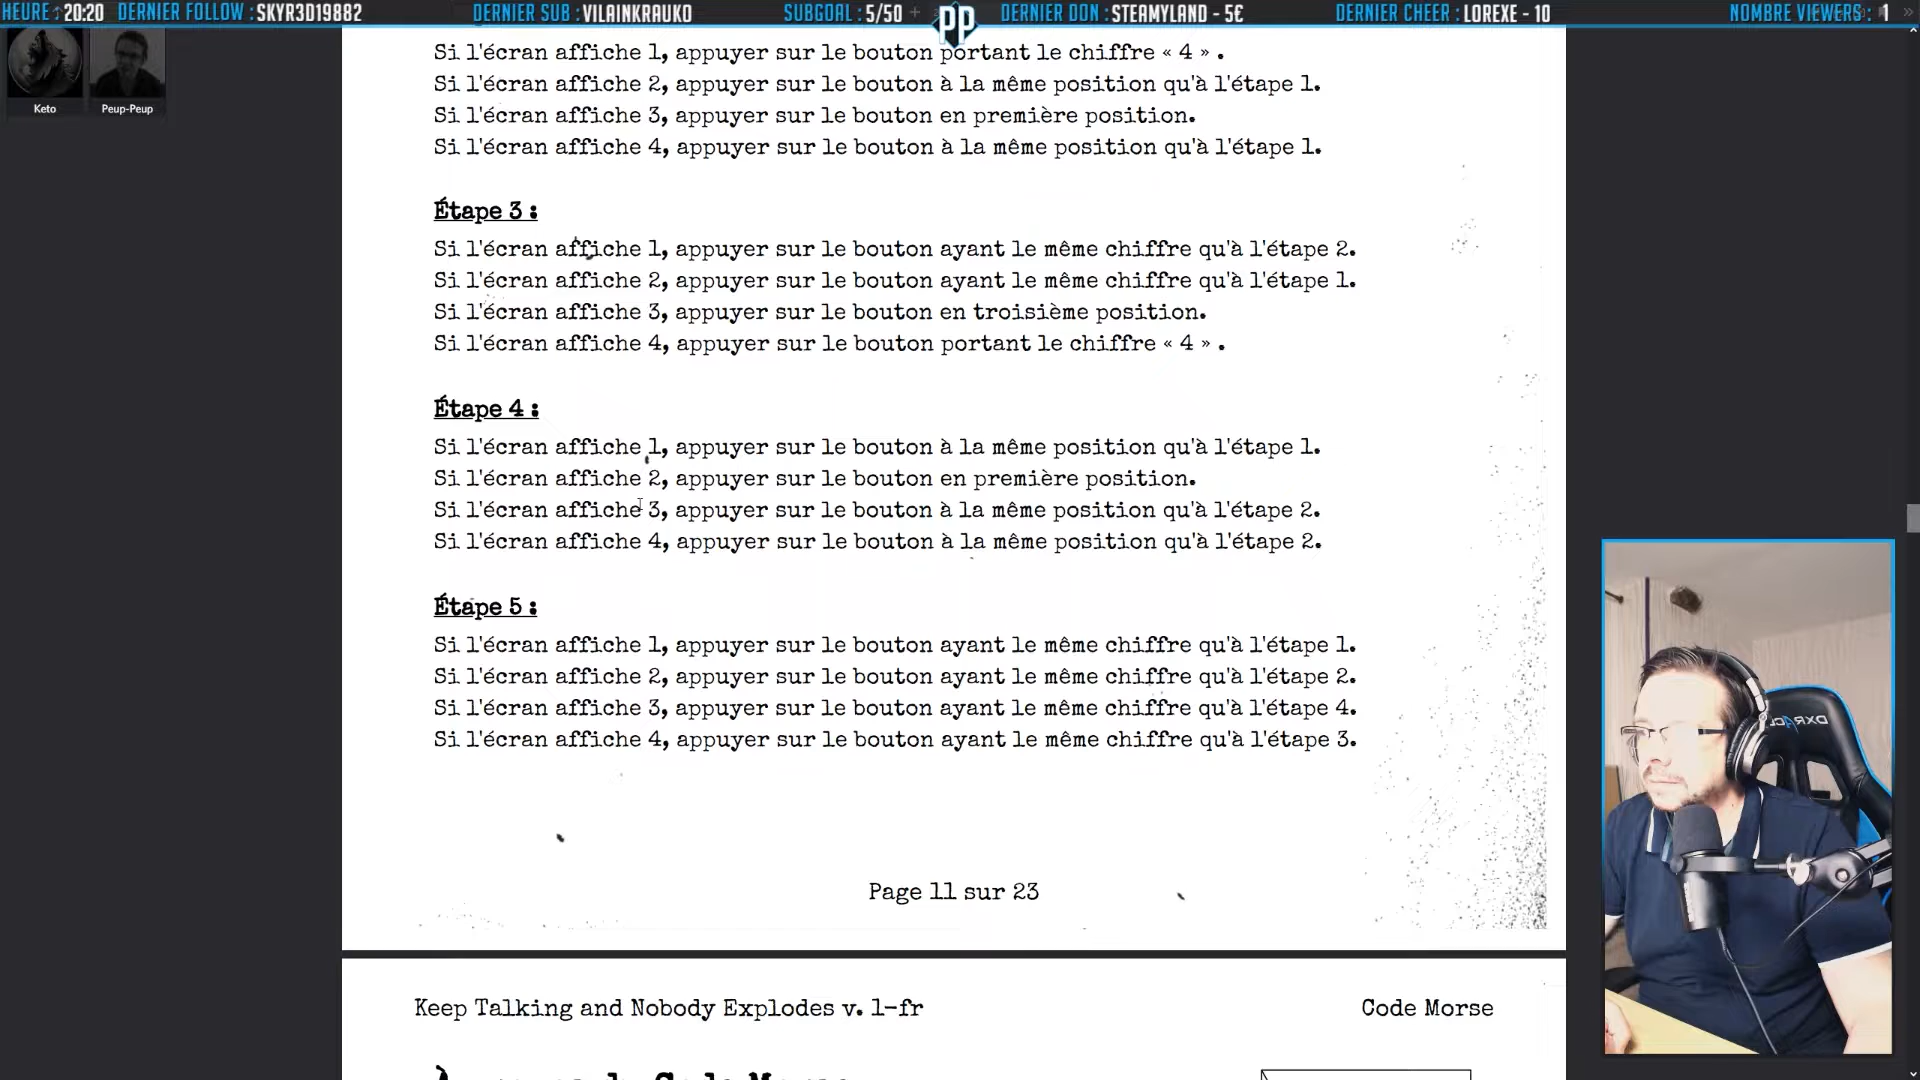 HEURE : 20:20 DERNIER FOLLOW : SKYR3D19882 DERNIER SUB : VILAINKRAUKO SUBGOAL : 5/50 PP DERNIER DON : STEAMYLAND - 5€ DERNIER CHEER : LOREXE - 10 NOMBRE VIEWERS : 1
Keto Peup-Peup
Si l'écran affiche 1, appuyer sur le bouton portant le chiffre « 4 » .
Si l'écran affiche 2, appuyer sur le bouton à la même position qu'à l'étape 1.
Si l'écran affiche 3, appuyer sur le bouton en première position.
Si l'écran affiche 4, appuyer sur le bouton à la même position qu'à l'étape 1.
Étape 3 :
Si l'écran affiche 1, appuyer sur le bouton ayant le même chiffre qu'à l'étape 2.
Si l'écran affiche 2, appuyer sur le bouton ayant le même chiffre qu'à l'étape 1.
Si l'écran affiche 3, appuyer sur le bouton en troisième position.
Si l'écran affiche 4, appuyer sur le bouton portant le chiffre « 4 » .
Étape 4 :
Si l'écran affiche 1, appuyer sur le bouton à la même position qu'à l'étape 1.
Si l'écran affiche 2, appuyer sur le bouton en première position.
Si l'écran affiche 3, appuyer sur le bouton à la même position qu'à l'étape 2.
Si l'écran affiche 4, appuyer sur le bouton à la même position qu'à l'étape 2.
Étape 5 :
Si l'écran affiche 1, appuyer sur le bouton ayant le même chiffre qu'à l'étape 1.
Si l'écran affiche 2, appuyer sur le bouton ayant le même chiffre qu'à l'étape 2.
Si l'écran affiche 3, appuyer sur le bouton ayant le même chiffre qu'à l'étape 4.
Si l'écran affiche 4, appuyer sur le bouton ayant le même chiffre qu'à l'étape 3.
Page 11 sur 23
Keep Talking and Nobody Explodes v. 1-fr Code Morse
Code Morse